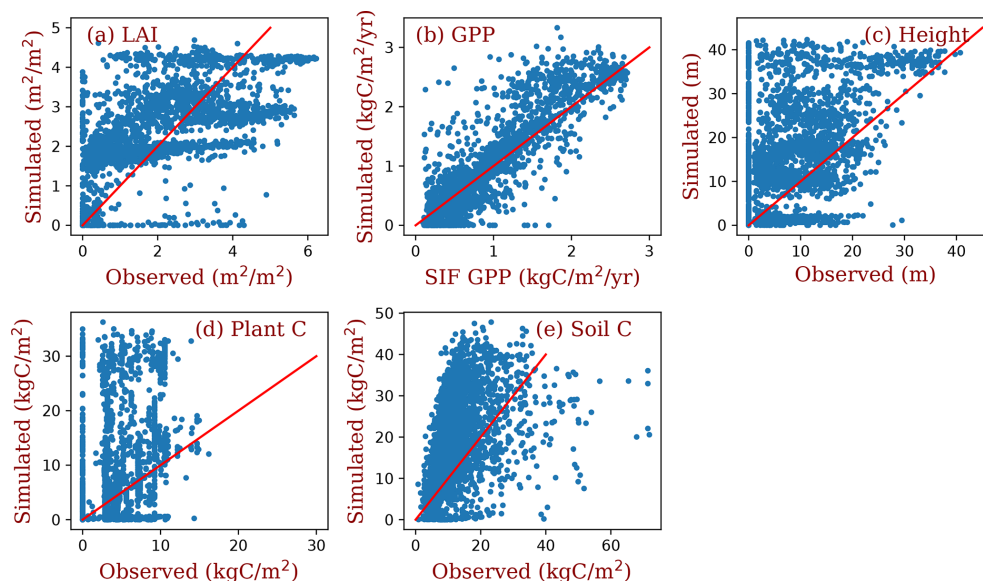 (a) LAI
Simulated (m²/m²)
5
4
3
2
1
0
0 2 4 6
Observed (m²/m²)
(b) GPP
Simulated (kgC/m²/yr)
3
2
1
0
0 1 2 3
SIF GPP (kgC/m²/yr)
(c) Height
Simulated (m)
40
30
20
10
0
0 10 20 30 40
Observed (m)
(d) Plant C
Simulated (kgC/m²)
30
20
10
0
0 10 20 30
Observed (kgC/m²)
(e) Soil C
Simulated (kgC/m²)
50
40
30
20
10
0
0 20 40 60
Observed (kgC/m²)